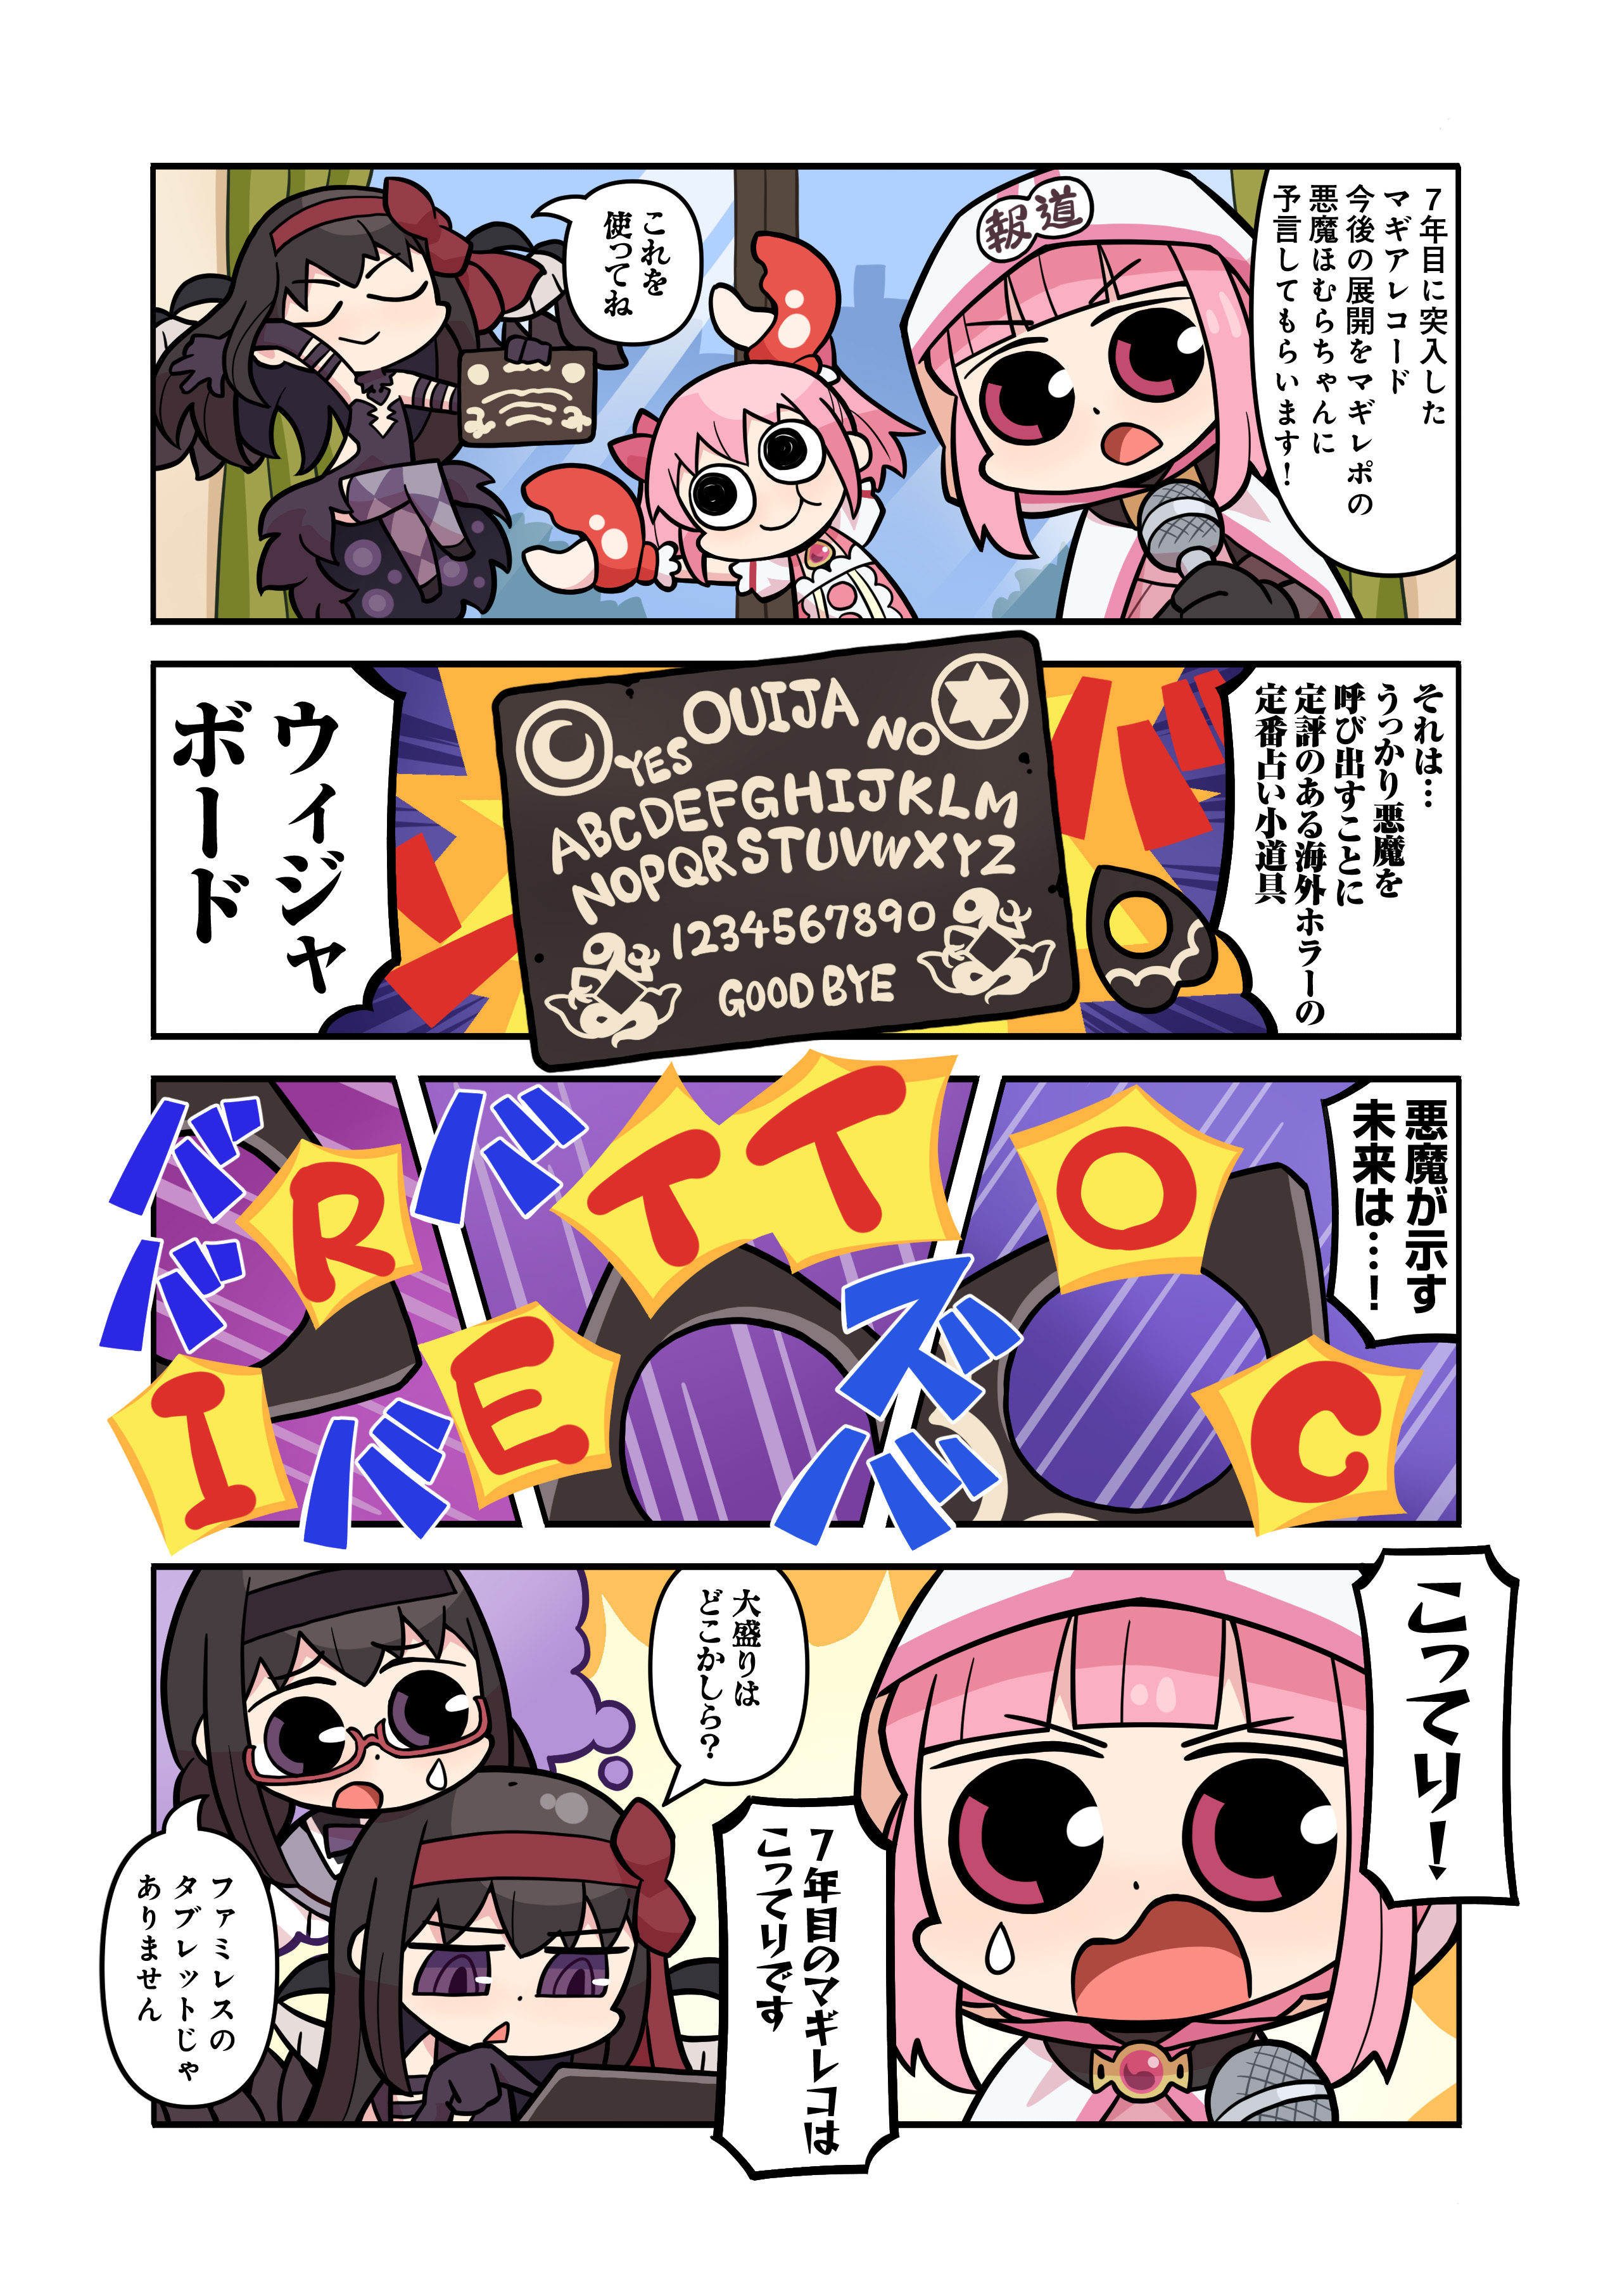 7年目に突入した
マギアレコード
今後の展開をマギレポの
悪魔ほむらちゃんに
予言してもらいます！
報道
これを
使ってね
それは…
うっかり悪魔を
呼び出すことに
定評のある海外ホラーの
定番占い小道具
バ
ン
OUIJA
YES
NO
ABCDEFGHIJKLM
NOPQRSTUVWXYZ
1234567890
GOOD BYE
ウィジャ
ボード
悪魔が示す
未来は……！
C
O
ズバ
T
T
E
ババ
R
I
ババ
こってり！
7年目のマギレコは
こってりです
大盛りは
どこかしら？
ファミレスの
タブレットじゃ
ありません